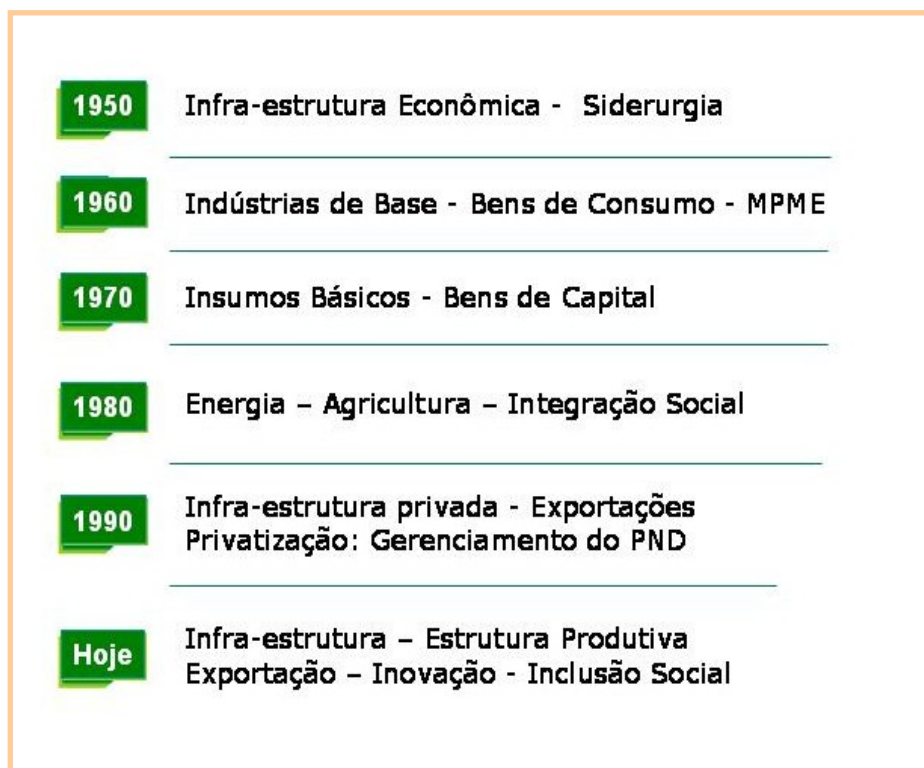 1950
Infra-estrutura Econômica - Siderurgia
1960
Indústrias de Base - Bens de Consumo - MPME
1970
Insumos Básicos - Bens de Capital
1980
Energia – Agricultura – Integração Social
1990
Infra-estrutura privada - Exportações
Privatização: Gerenciamento do PND
Hoje
Infra-estrutura – Estrutura Produtiva
Exportação – Inovação - Inclusão Social